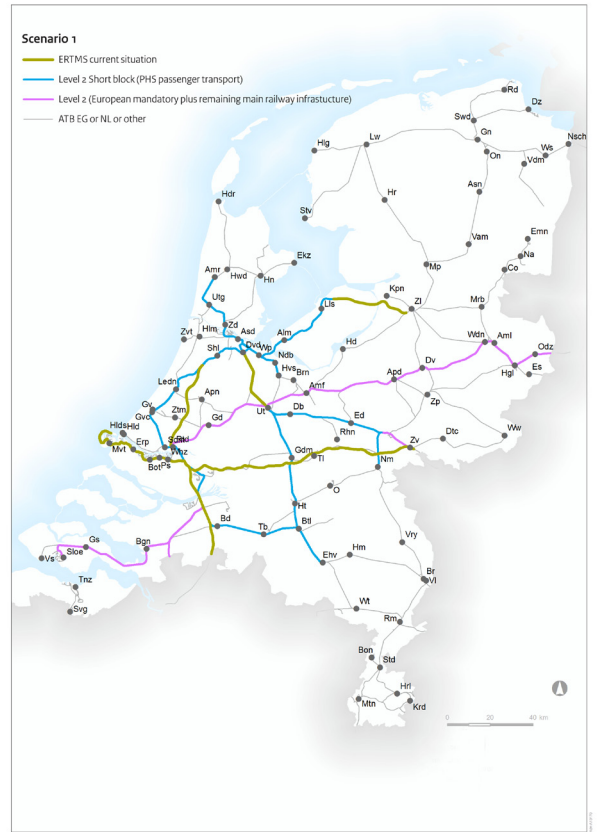 Scenario 1
ERTMS current situation
Level 2 Short block (PHS passenger transport)
Level 2 (European mandatory plus remaining main railway infrastucture)
ATB EG or NL or other
Rd
Dz
Swd
Gn
Nsch
Lw
Hlg
On
Ws
Vdm
Asn
Hr
Hdr
Stv
Emn
Vam
Na
Ekz
Mp
Co
Amr
Hwd
Hn
Kpn
Utg
Lls
Zl
Mrb
Zd
Zvt
Hlm
Asd
Alm
Wdn
Aml
Shl
Dvd
Wp
Hd
Odz
Ndb
Dv
Hvs
Brn
Hgl
Es
Ledn
Apd
Apn
Amf
Zp
Gv
Gvc
Ztm
Ut
Db
Gd
Ed
Hlds
Hld
Rhn
Dtc
Ww
Erp
Zv
Mvt
Gdm
Tl
Bot
Ps
Nm
O
Ht
Bd
Tb
Btl
Vry
Gs
Bgn
Hm
Vs
Sloe
Ehv
Br
Vl
Tnz
Svg
Wt
Rm
Bon
Std
Hrl
Mtn
Krd
0 20 40 km